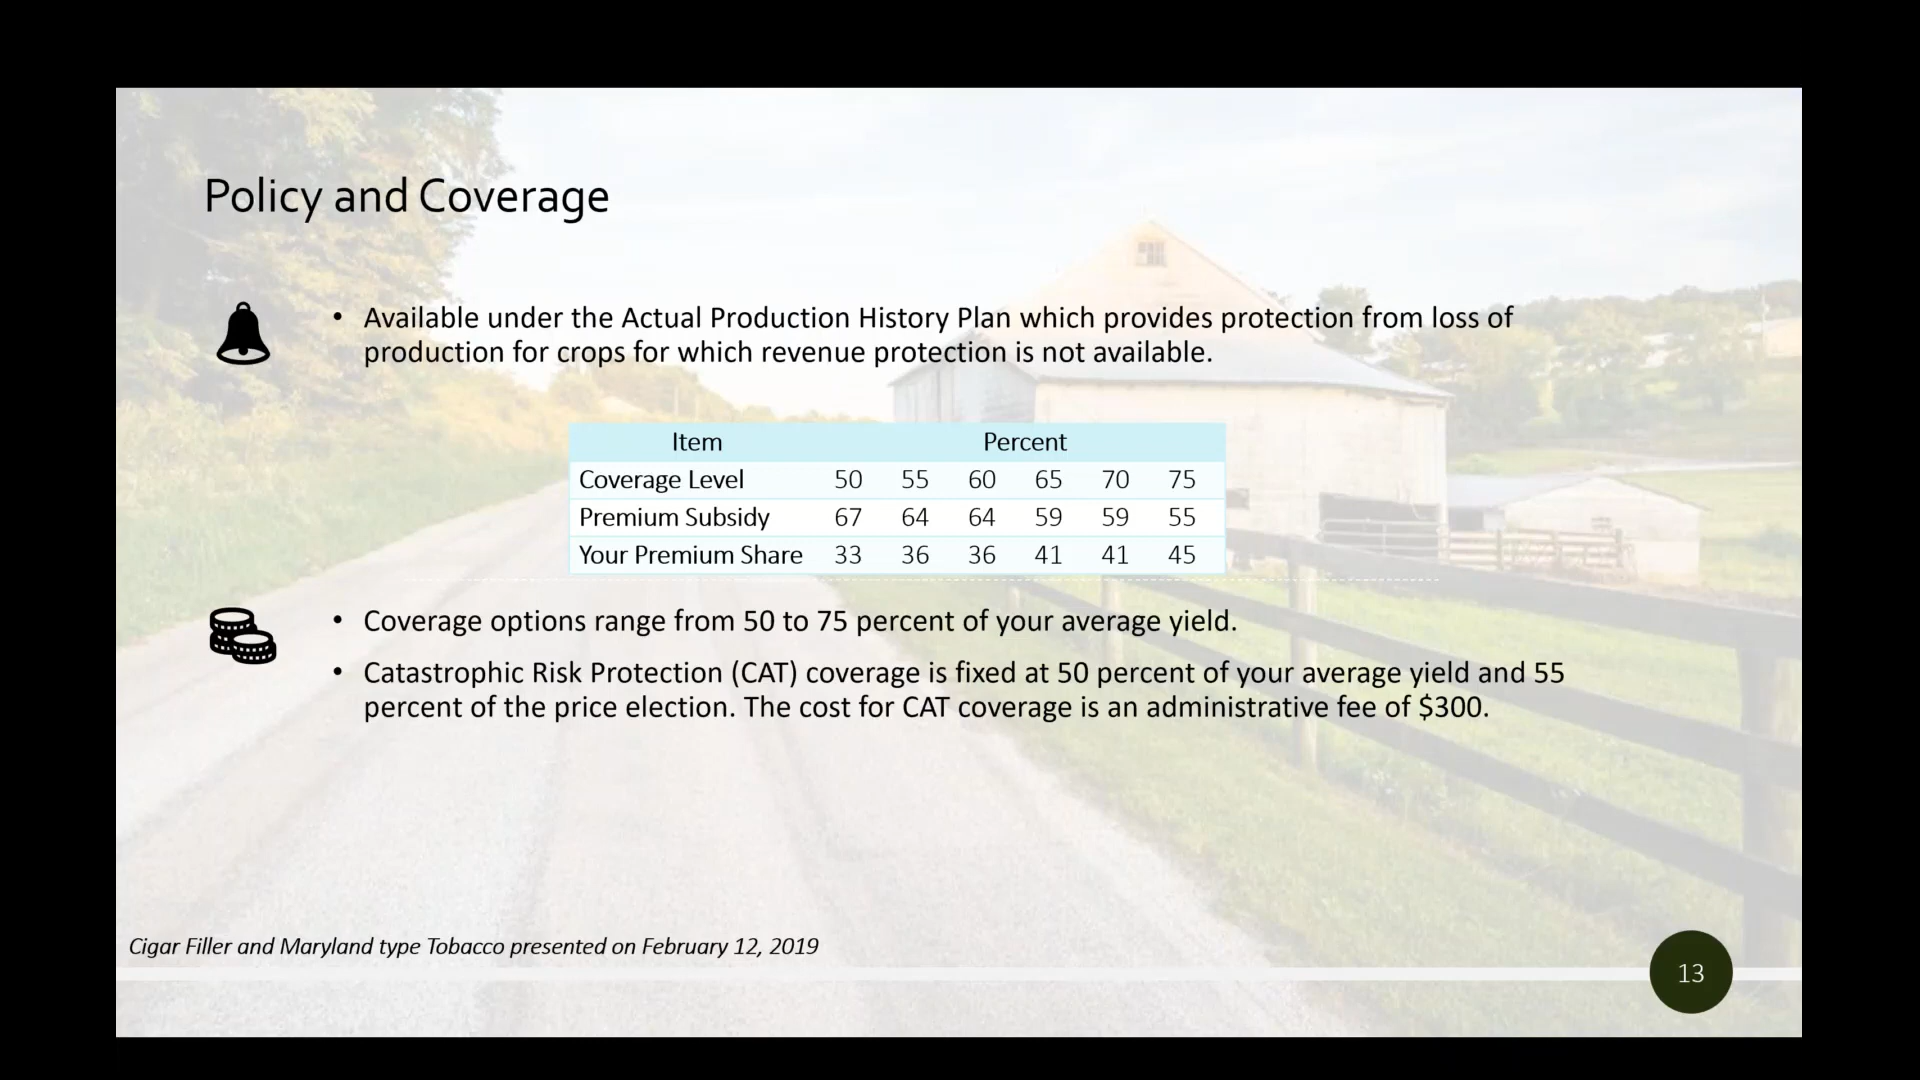 Policy and Coverage
• Available under the Actual Production History Plan which provides protection from loss of
production for crops for which revenue protection is not available.
Item Percent
Coverage Level 50 55 60 65 70 75
Premium Subsidy 67 64 64 59 59 55
Your Premium Share 33 36 36 41 41 45
• Coverage options range from 50 to 75 percent of your average yield.
• Catastrophic Risk Protection (CAT) coverage is fixed at 50 percent of your average yield and 55
percent of the price election. The cost for CAT coverage is an administrative fee of $300.
Cigar Filler and Maryland type Tobacco presented on February 12, 2019
13